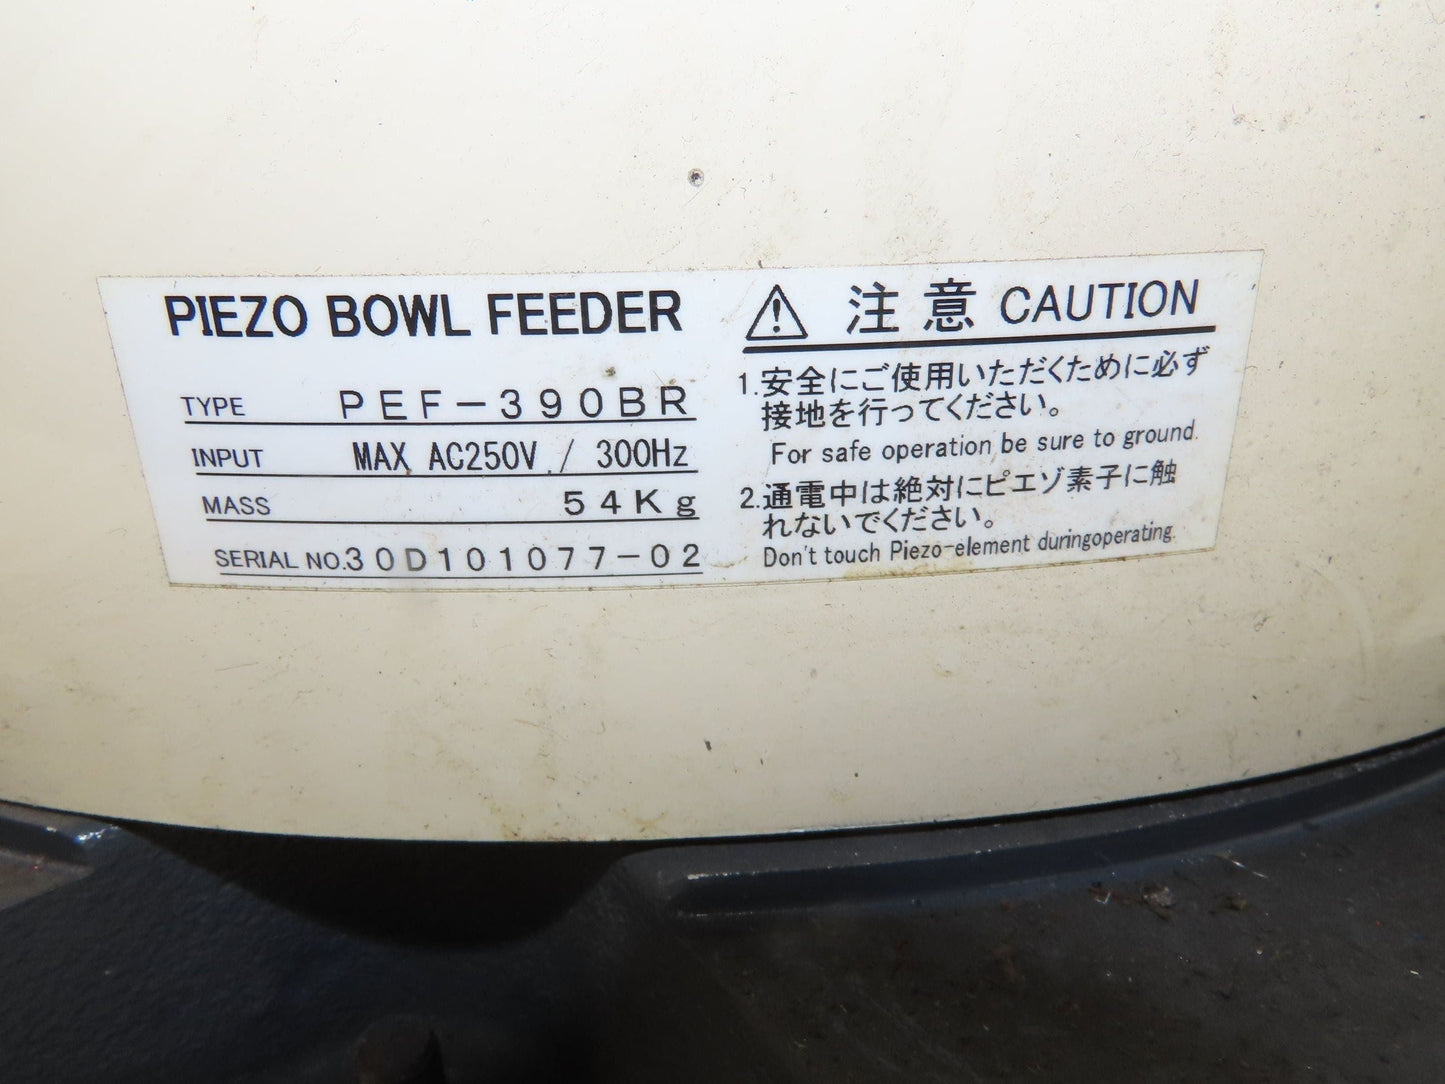 PIEZO BOWL FEEDER
TYPE PEF-390BR
INPUT MAX AC250V / 300Hz
MASS 54Kg
SERIAL NO.30D101077-02
注意 CAUTION
1.安全にご使用いただくために必ず
接地を行ってください。
For safe operation be sure to ground.
2.通電中は絶対にピエゾ素子に触
れないでください。
Don't touch Piezo-element duringoperating.